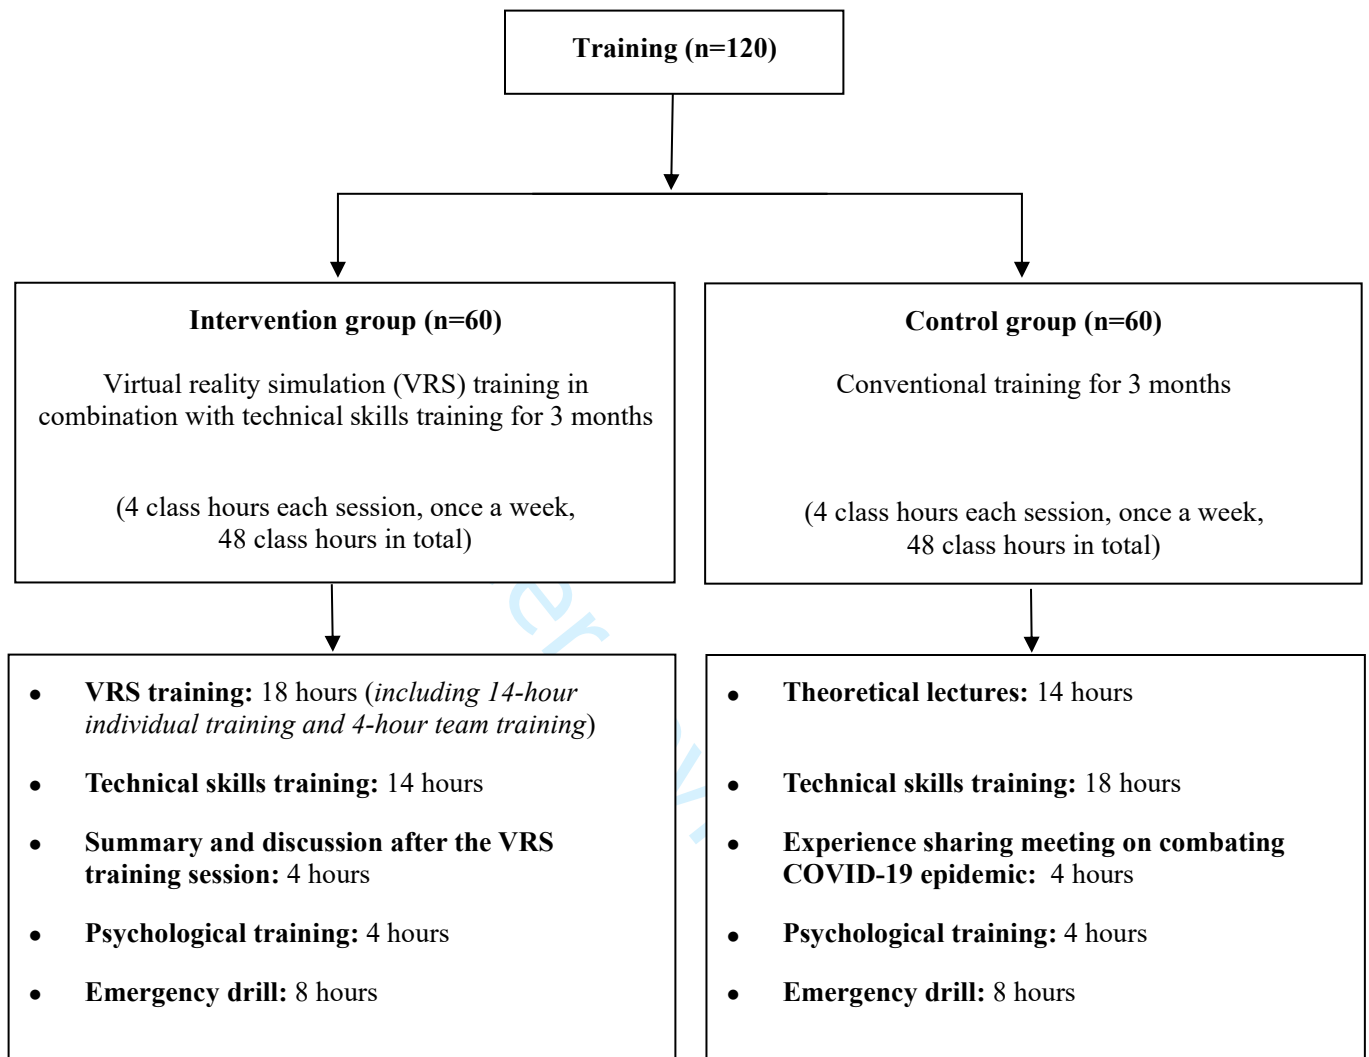 Training (n=120)
Intervention group (n=60)
Virtual reality simulation (VRS) training in
combination with technical skills training for 3 months
(4 class hours each session, once a week,
48 class hours in total)
Control group (n=60)
Conventional training for 3 months
(4 class hours each session, once a week,
48 class hours in total)
• VRS training: 18 hours (including 14-hour
individual training and 4-hour team training)
• Technical skills training: 14 hours
• Summary and discussion after the VRS
training session: 4 hours
• Psychological training: 4 hours
• Emergency drill: 8 hours
• Theoretical lectures: 14 hours
• Technical skills training: 18 hours
• Experience sharing meeting on combating
COVID-19 epidemic: 4 hours
• Psychological training: 4 hours
• Emergency drill: 8 hours